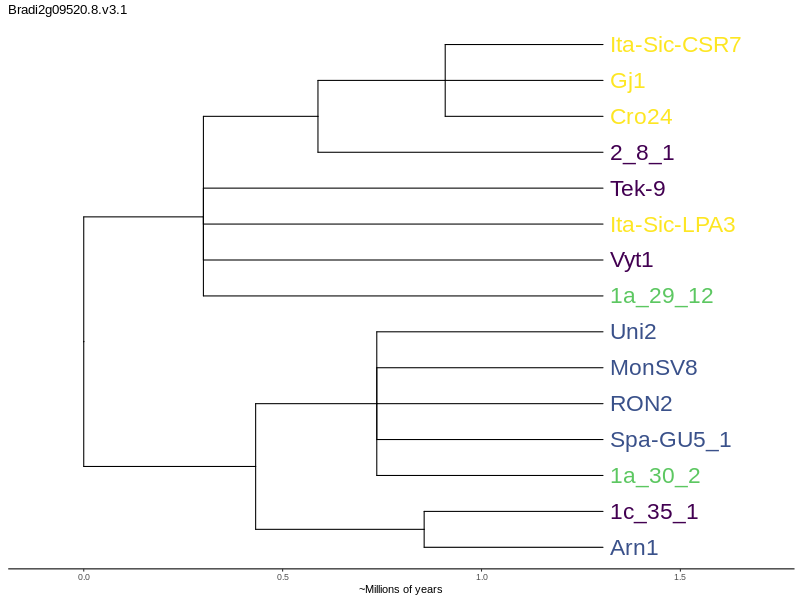 Bradi2g09520.8.v3.1
Ita-Sic-CSR7
Gj1
Cro24
2_8_1
Tek-9
Ita-Sic-LPA3
Vyt1
1a_29_12
Uni2
MonSV8
RON2
Spa-GU5_1
1a_30_2
1c_35_1
Arn1
0.0 0.5 1.0 1.5
~Millions of years